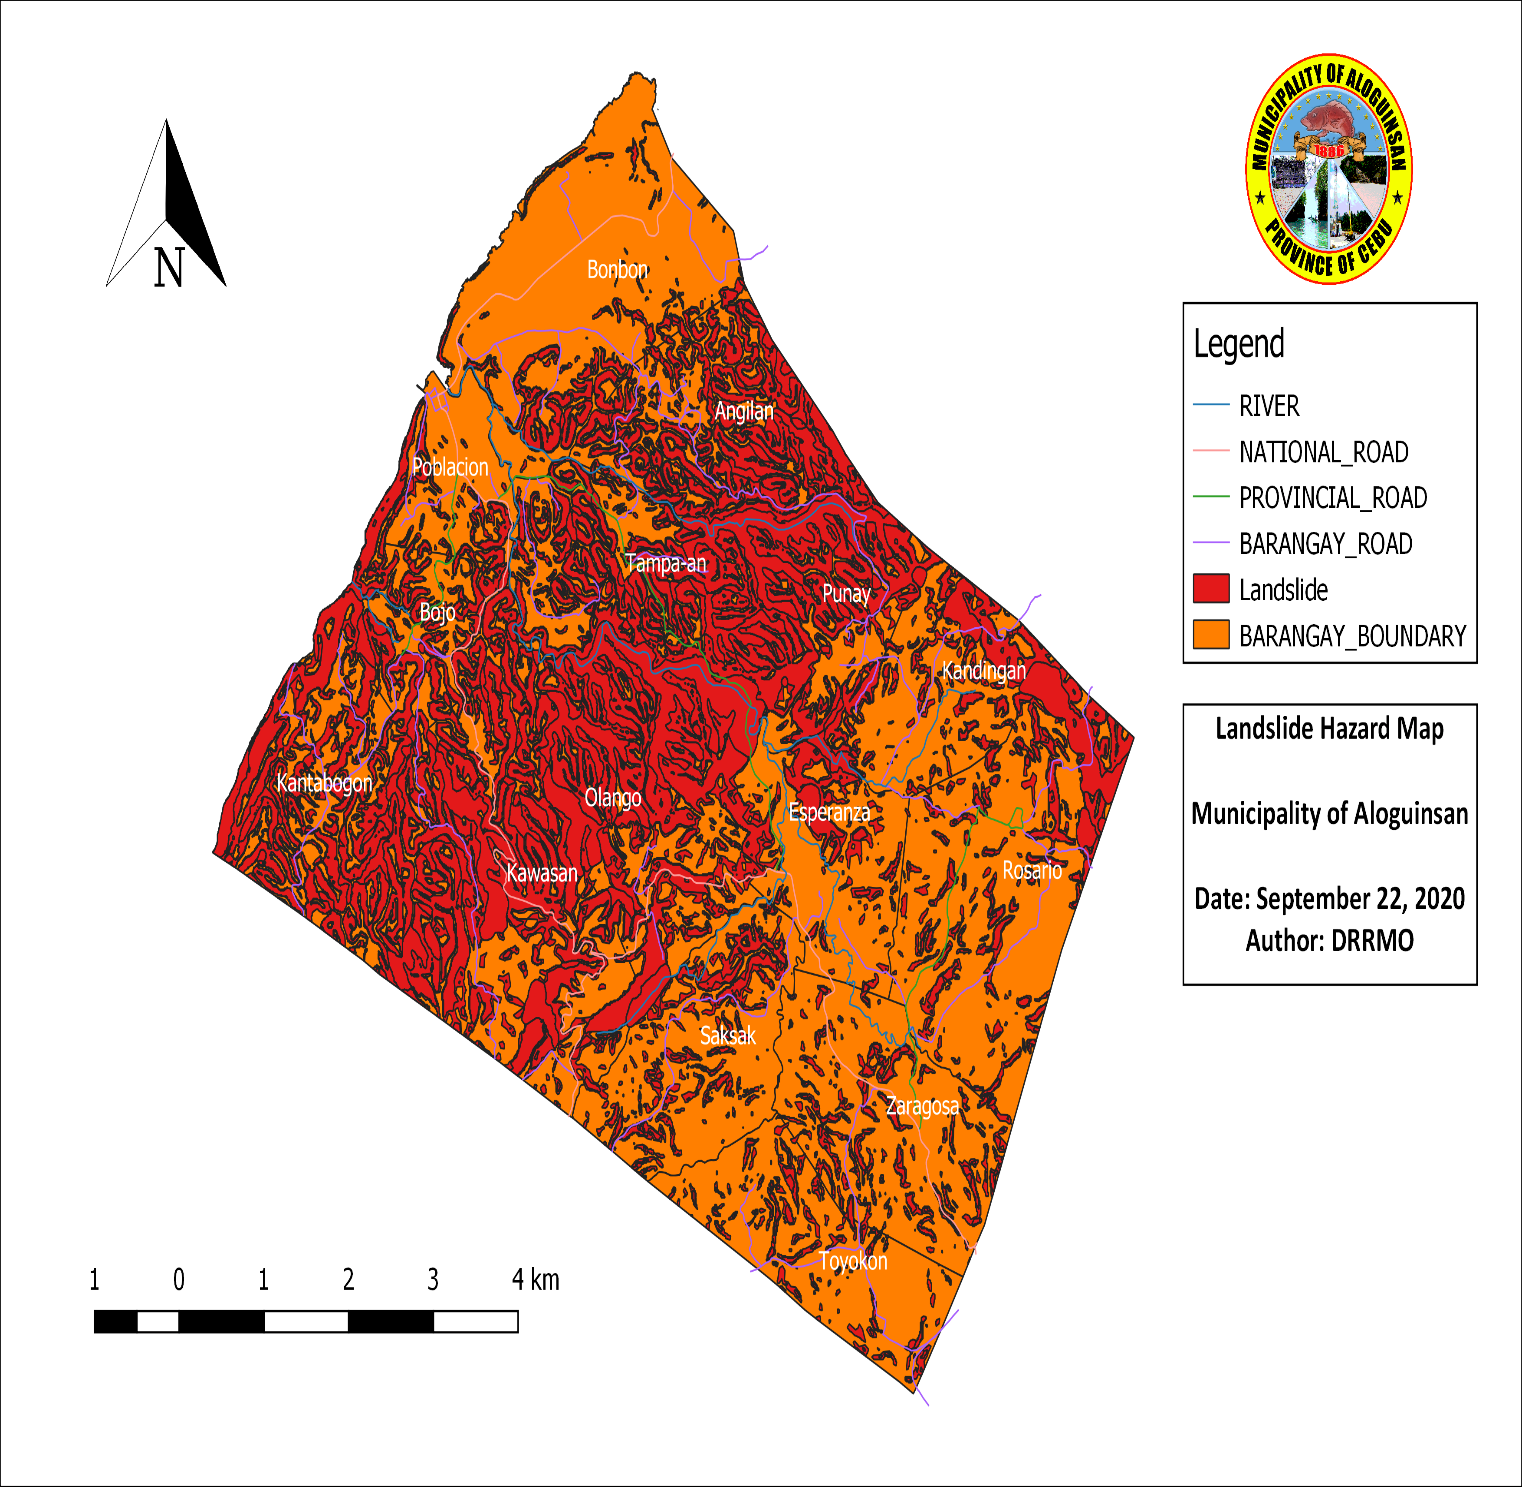 MUNICIPALITY OF ALOGUINSAN
1886
PROVINCE OF CEBU
N
Legend
RIVER
NATIONAL_ROAD
PROVINCIAL_ROAD
BARANGAY_ROAD
Landslide
BARANGAY_BOUNDARY
Landslide Hazard Map
Municipality of Aloguinsan
Date: September 22, 2020
Author: DRRMO
Bonbon
Angilan
Poblacion
Tampa-an
Punay
Bojo
Kandingan
Kantabogon
Olango
Esperanza
Kawasan
Rosario
Saksak
Zaragosa
Toyokon
1 0 1 2 3 4 km